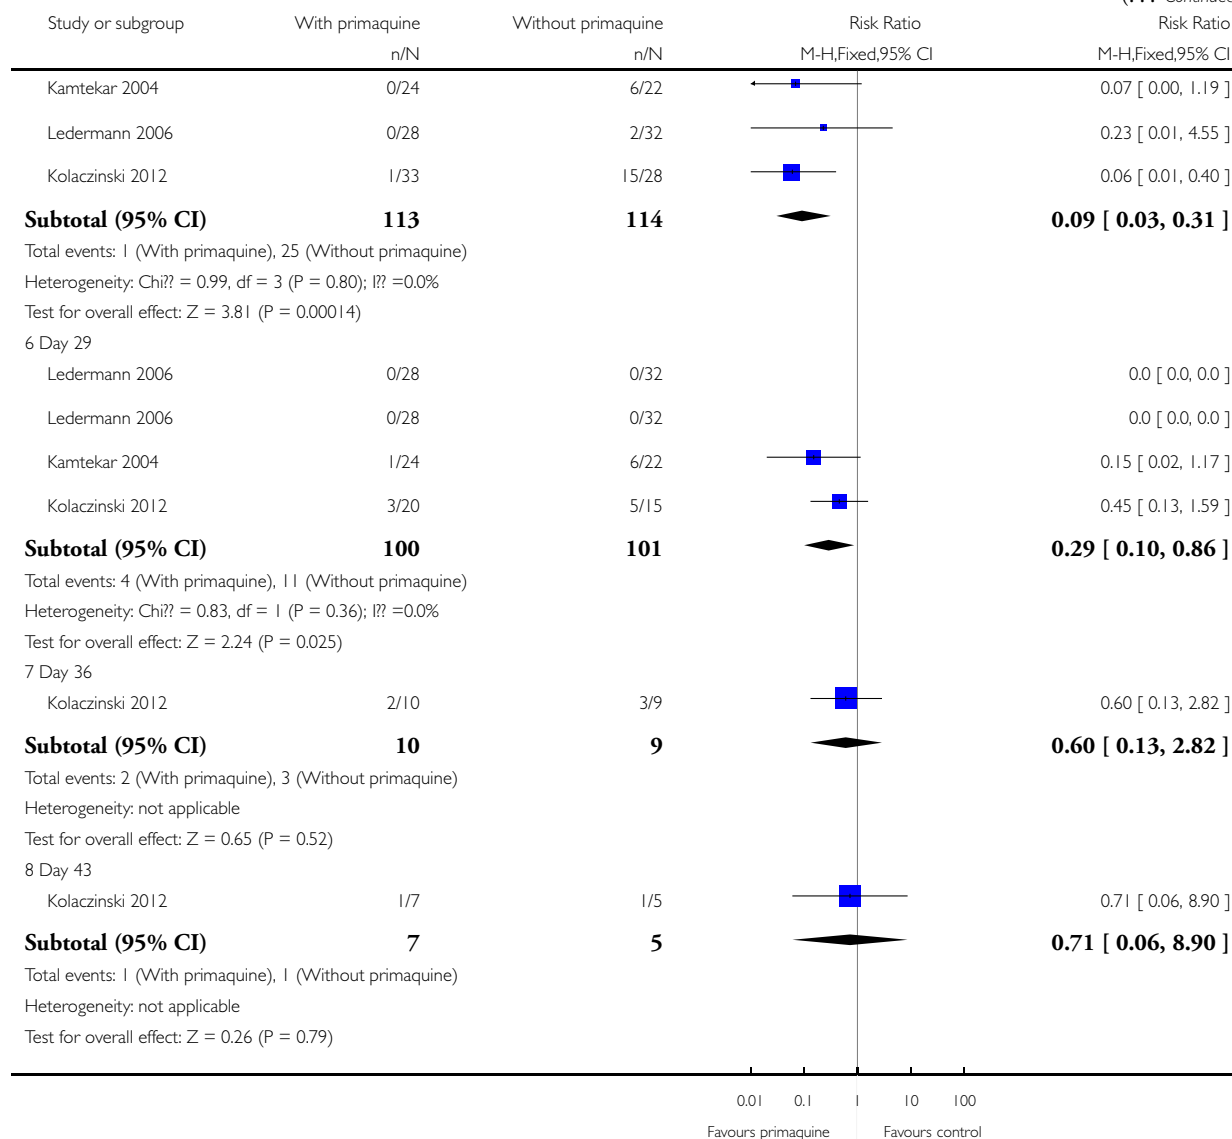 (... Continued
Study or subgroup With primaquine Without primaquine Risk Ratio Risk Ratio
n/N n/N M-H,Fixed,95% CI M-H,Fixed,95% CI
Kamtekar 2004 0/24 6/22 0.07 [ 0.00, 1.19 ]
Ledermann 2006 0/28 2/32 0.23 [ 0.01, 4.55 ]
Kolaczinski 2012 1/33 15/28 0.06 [ 0.01, 0.40 ]
Subtotal (95% CI) 113 114 0.09 [ 0.03, 0.31 ]
Total events: 1 (With primaquine), 25 (Without primaquine)
Heterogeneity: Chi?? = 0.99, df = 3 (P = 0.80); I?? =0.0%
Test for overall effect: Z = 3.81 (P = 0.00014)
6 Day 29
Ledermann 2006 0/28 0/32 0.0 [ 0.0, 0.0 ]
Ledermann 2006 0/28 0/32 0.0 [ 0.0, 0.0 ]
Kamtekar 2004 1/24 6/22 0.15 [ 0.02, 1.17 ]
Kolaczinski 2012 3/20 5/15 0.45 [ 0.13, 1.59 ]
Subtotal (95% CI) 100 101 0.29 [ 0.10, 0.86 ]
Total events: 4 (With primaquine), 11 (Without primaquine)
Heterogeneity: Chi?? = 0.83, df = 1 (P = 0.36); I?? =0.0%
Test for overall effect: Z = 2.24 (P = 0.025)
7 Day 36
Kolaczinski 2012 2/10 3/9 0.60 [ 0.13, 2.82 ]
Subtotal (95% CI) 10 9 0.60 [ 0.13, 2.82 ]
Total events: 2 (With primaquine), 3 (Without primaquine)
Heterogeneity: not applicable
Test for overall effect: Z = 0.65 (P = 0.52)
8 Day 43
Kolaczinski 2012 1/7 1/5 0.71 [ 0.06, 8.90 ]
Subtotal (95% CI) 7 5 0.71 [ 0.06, 8.90 ]
Total events: 1 (With primaquine), 1 (Without primaquine)
Heterogeneity: not applicable
Test for overall effect: Z = 0.26 (P = 0.79)
0.01 0.1 1 10 100
Favours primaquine Favours control